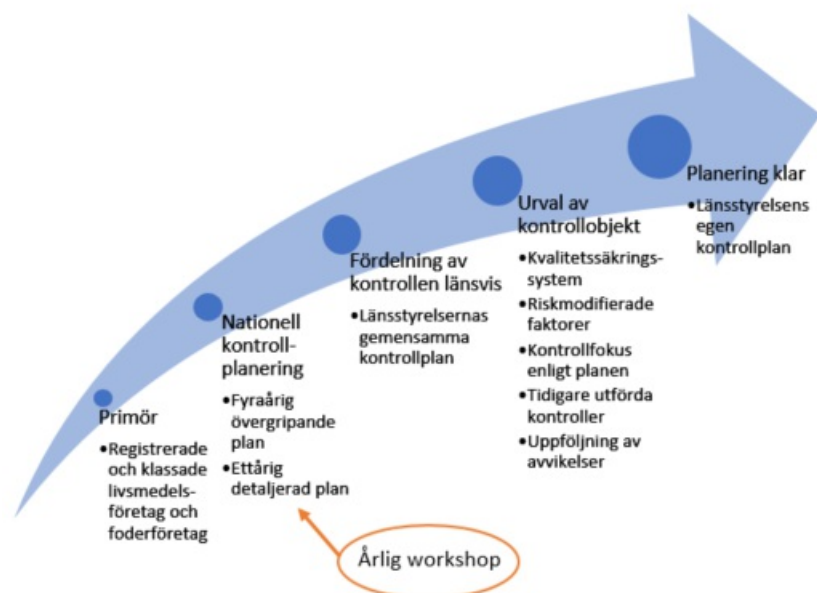 Primör
•Registrerade
och klassade
livsmedels-
företag och
foderföretag
Nationell
kontroll-
planering
•Fyraårig
övergripande
plan
•Ettårig
detaljerad plan
Fördelning av
kontrollen länsvis
•Länsstyrelsernas
gemensamma
kontrollplan
Urval av
kontrollobjekt
•Kvalitetssäkrings-
system
•Riskmodifierade
faktorer
•Kontrollfokus
enligt planen
•Tidigare utförda
kontroller
•Uppföljning av
avvikelser
Planering klar
•Länsstyrelsens
egen
kontrollplan
Årlig workshop